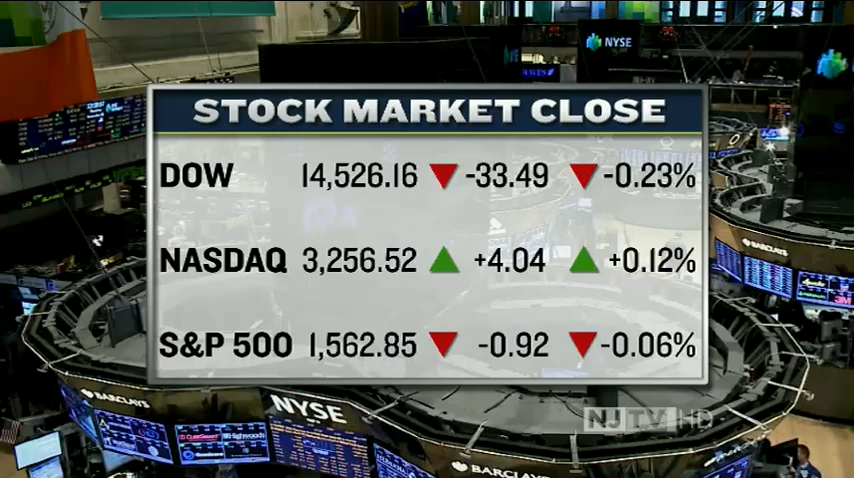 NYSE
STOCK MARKET CLOSE
DOW 14,526.16 -33.49 -0.23%
NASDAQ 3,256.52 +4.04 +0.12%
S&P 500 1,562.85 -0.92 -0.06%
BARCLAYS
BARCLAYS
NYSE
NJTV HD
BARCLAYS